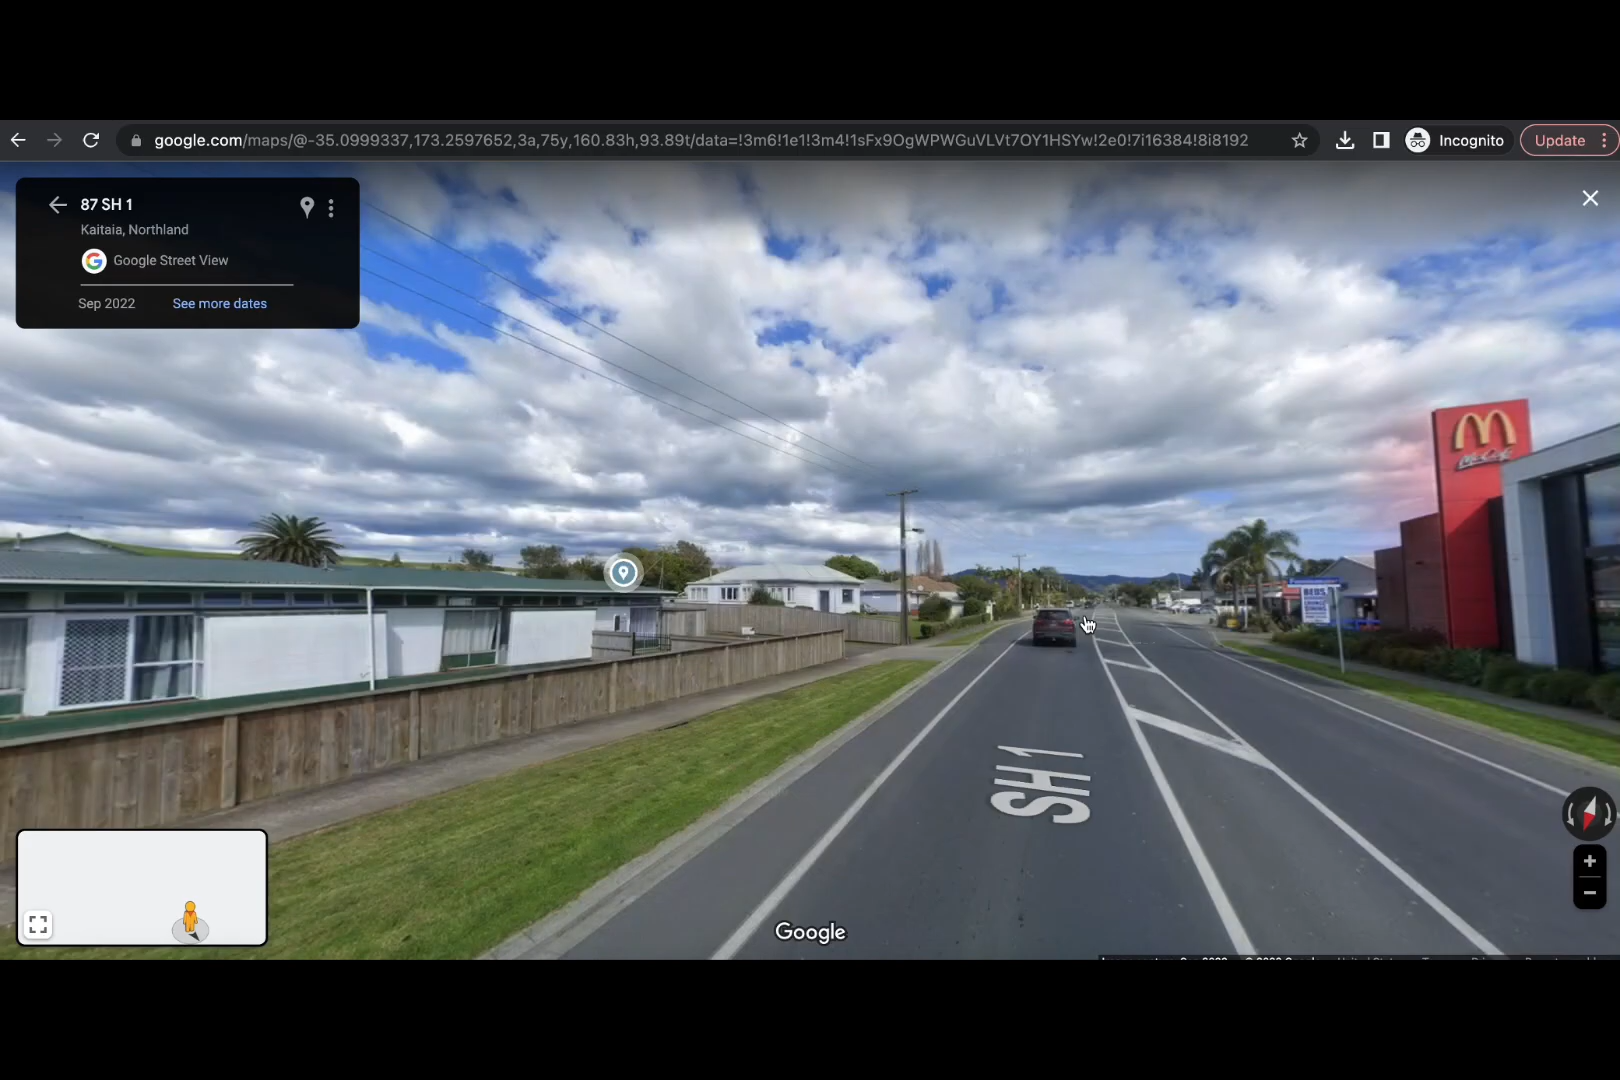 google.com/maps/@-35.0999337,173.2597652,3a,75y,160.83h,93.89t/data=!3m6!1e1!3m4!1sFx9OgWPWGuVLVt7OY1HSYw!2e0!7i16384!8i8192
Incognito
Update
87 SH 1
Kaitaia, Northland
Google Street View
Sep 2022
See more dates
McCafé
BEDS
SH 1
Google